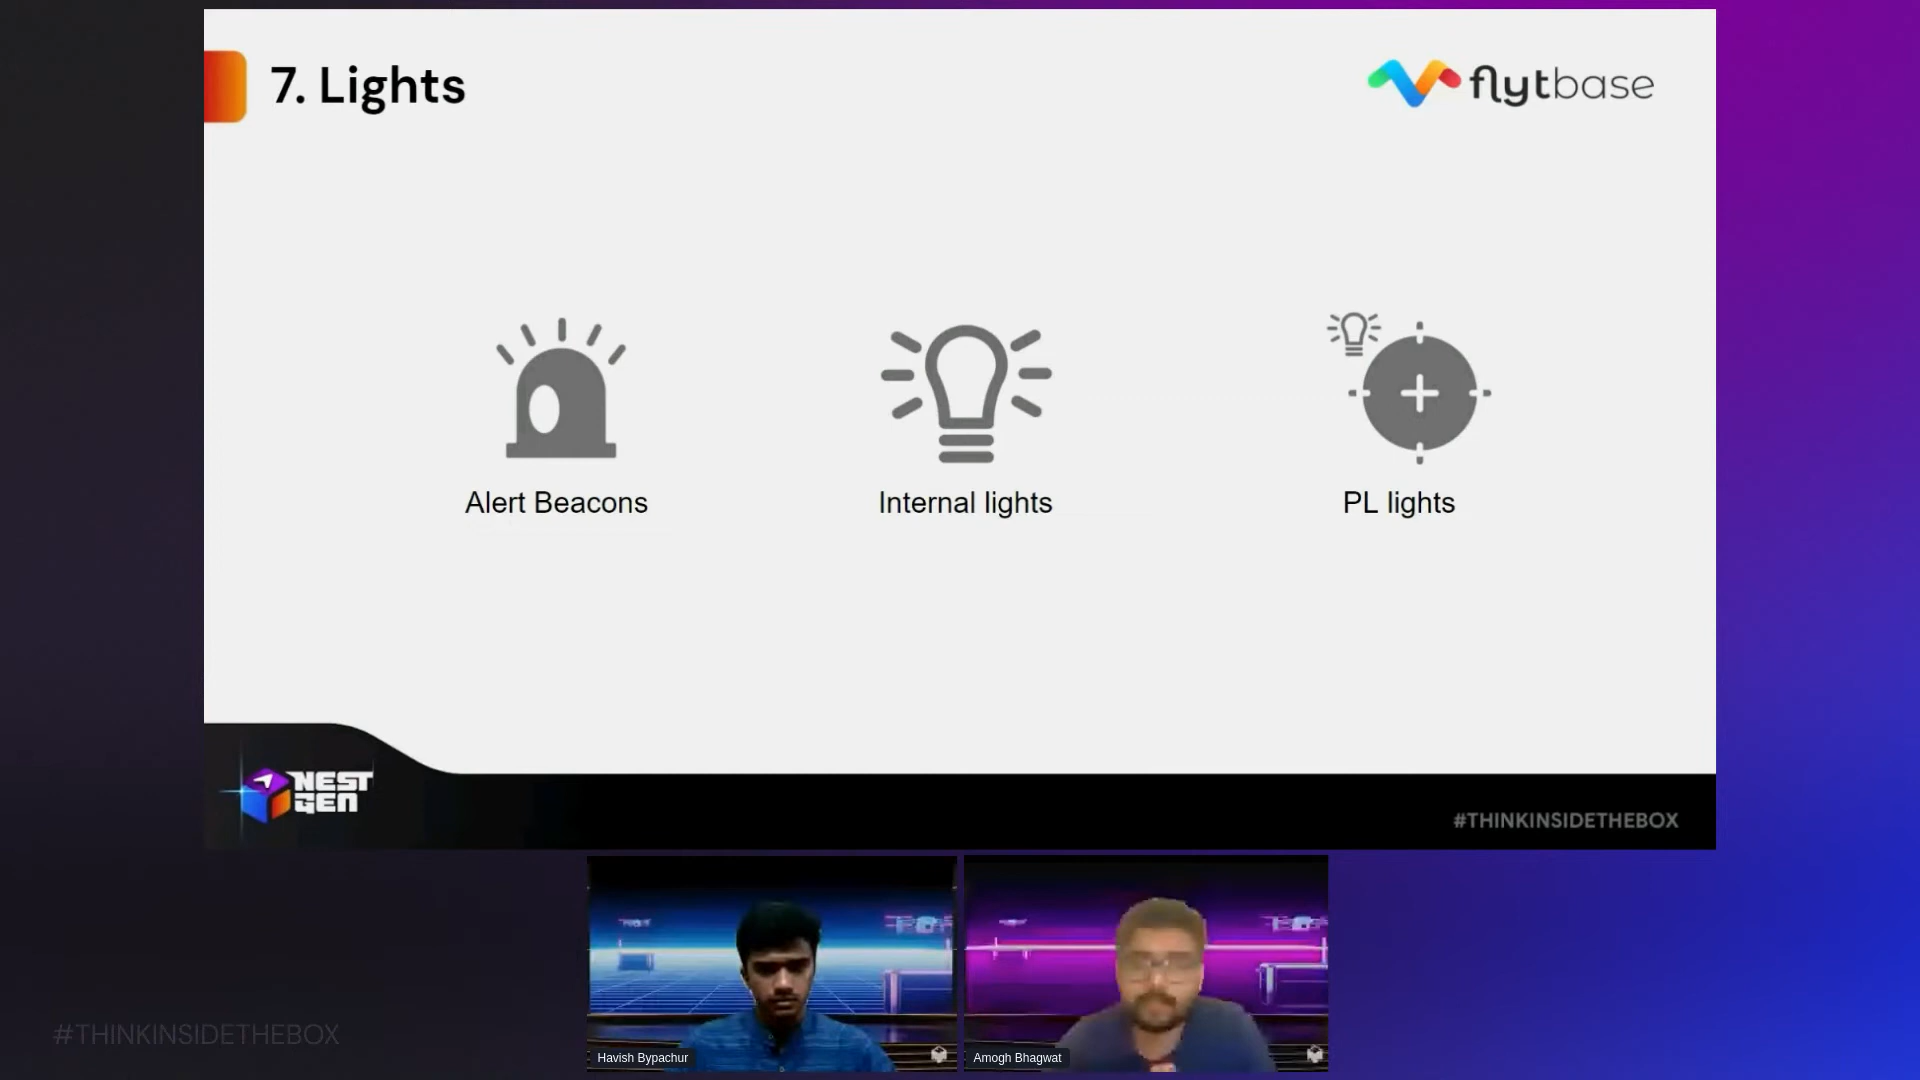 7. Lights
flytbase
Alert Beacons
Internal lights
PL lights
NEST
GEN
#THINKINSIDETHEBOX
Havish Bypachur
Amogh Bhagwat
#THINKINSIDETHEBOX